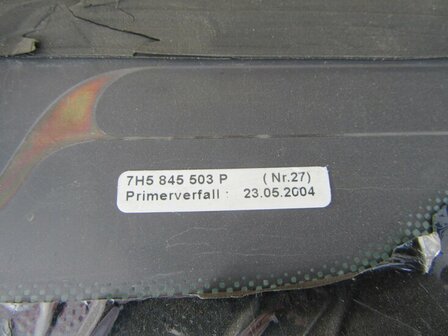 7H5 845 503 P (Nr.27)
Primerverfall : 23.05.2004